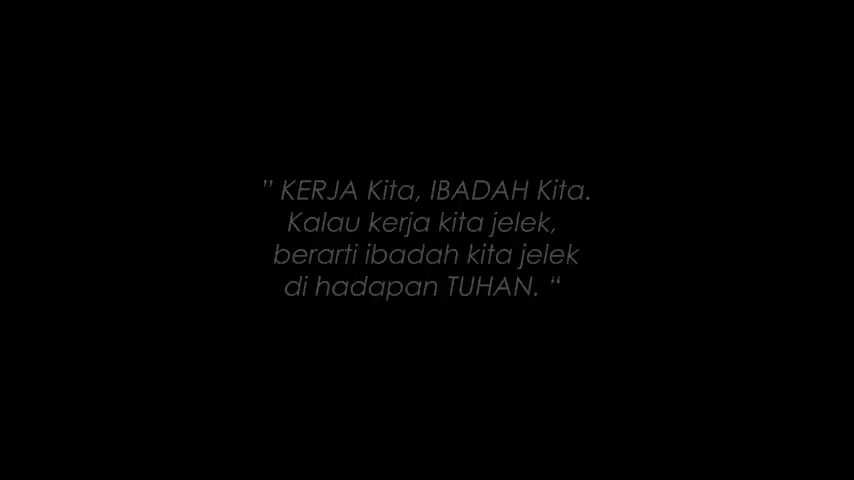 ” KERJA Kita, IBADAH Kita.
Kalau kerja kita jelek,
berarti ibadah kita jelek
di hadapan TUHAN. “